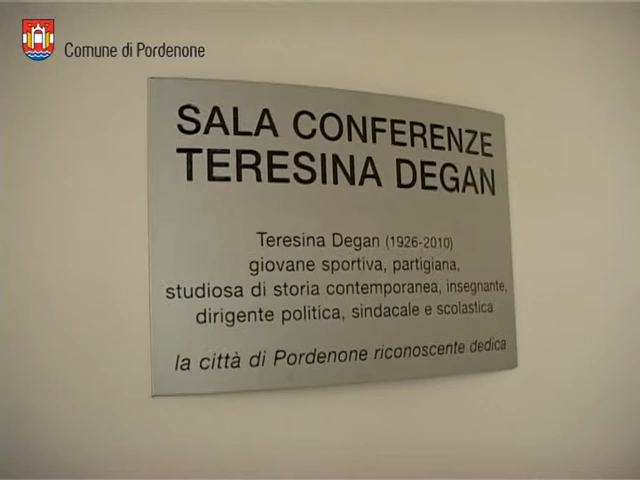 Comune di Pordenone
SALA CONFERENZE
TERESINA DEGAN
Teresina Degan (1926-2010)
giovane sportiva, partigiana,
studiosa di storia contemporanea, insegnante,
dirigente politica, sindacale e scolastica
la città di Pordenone riconoscente dedica